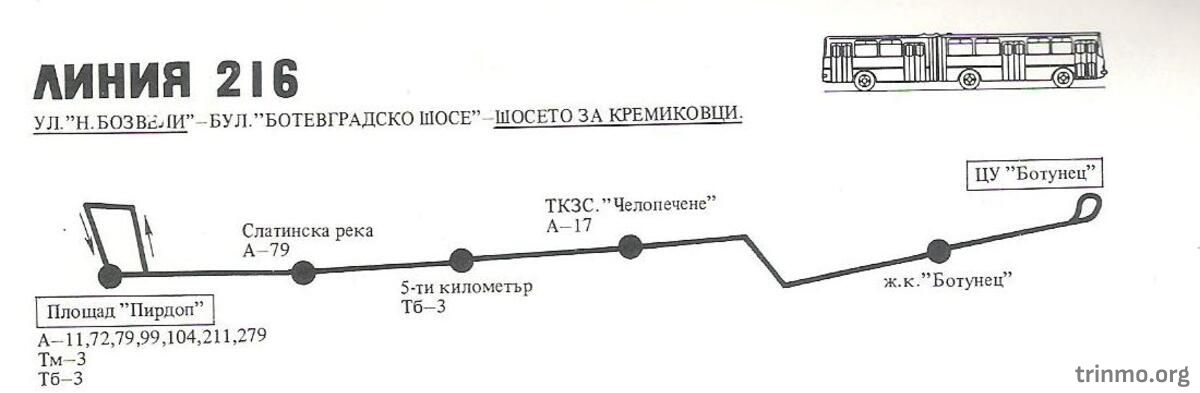 ЛИНИЯ 216
УЛ."Н.БОЗВЕЛИ"–БУЛ."БОТЕВГРАДСКО ШОСЕ"–ШОСЕТО ЗА КРЕМИКОВЦИ.
ЦУ "Ботунец"
ТКЗС."Челопечене"
А–17
Слатинска река
А–79
5-ти километър
Тб–3
ж.к."Ботунец"
Площад "Пирдоп"
А–11,72,79,99,104,211,279
Тм–3
Тб–3
trinmo.org